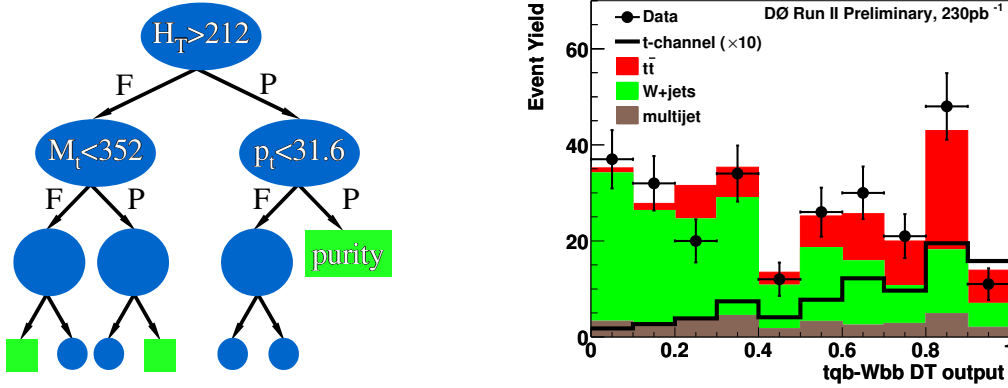 H_T>212
F P
M_t<352 p_t<31.6
F P F P
purity
Event Yield
DØ Run II Preliminary, 230pb⁻¹
Data
t-channel (×10)
tt̄
W+jets
multijet
60
40
20
0
0 0.2 0.4 0.6 0.8 1
tqb-Wbb DT output